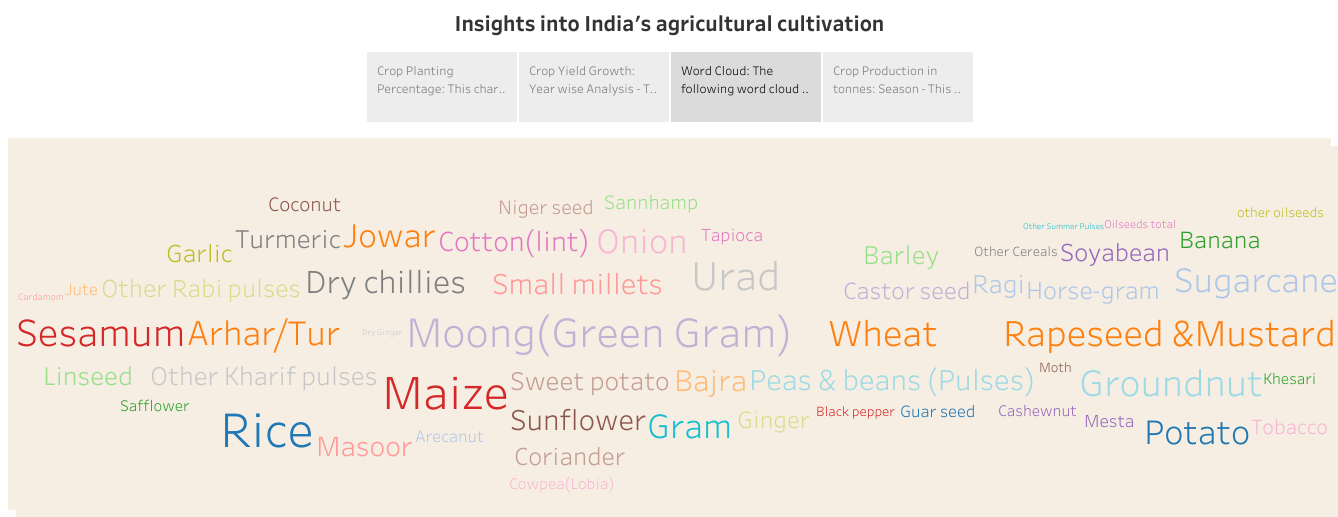 Insights into India's agricultural cultivation
Crop Planting
Percentage: This char..
Crop Yield Growth:
Year wise Analysis - T..
Word Cloud: The
following word cloud ..
Crop Production in
tonnes: Season - This ..
Coconut
Niger seed
Sannhamp
other oilseeds
Garlic
Turmeric
Jowar
Cotton(lint)
Onion
Tapioca
Other Summer Pulses
Oilseeds total
Barley
Other Cereals
Soyabean
Banana
Cardamom
Jute
Other Rabi pulses
Dry chillies
Small millets
Urad
Castor seed
Ragi
Horse-gram
Sugarcane
Sesamum
Arhar/Tur
Dry Ginger
Moong(Green Gram)
Wheat
Rapeseed &Mustard
Linseed
Other Kharif pulses
Maize
Sweet potato
Bajra
Peas & beans (Pulses)
Moth
Groundnut
Khesari
Safflower
Rice
Masoor
Arecanut
Sunflower
Gram
Ginger
Black pepper
Guar seed
Cashewnut
Mesta
Potato
Tobacco
Coriander
Cowpea(Lobia)